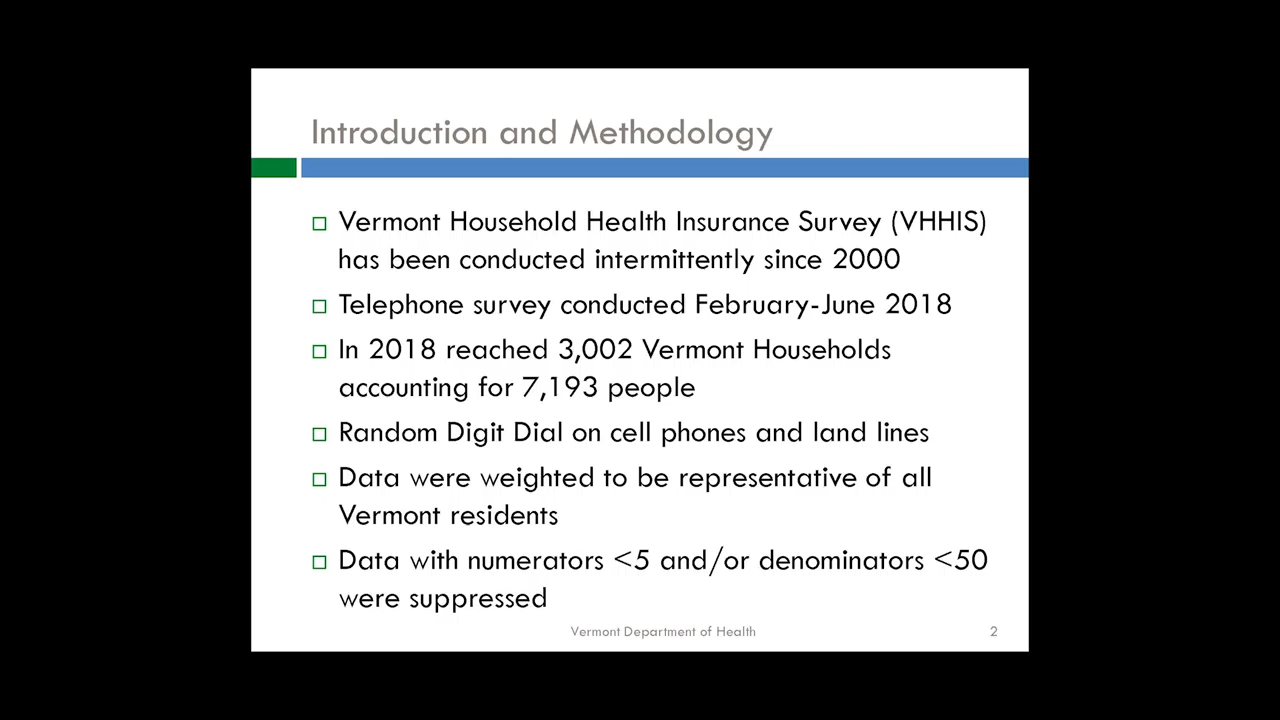 Introduction and Methodology
Vermont Household Health Insurance Survey (VHHIS)
has been conducted intermittently since 2000
Telephone survey conducted February-June 2018
In 2018 reached 3,002 Vermont Households
accounting for 7,193 people
Random Digit Dial on cell phones and land lines
Data were weighted to be representative of all
Vermont residents
Data with numerators <5 and/or denominators <50
were suppressed
Vermont Department of Health
2